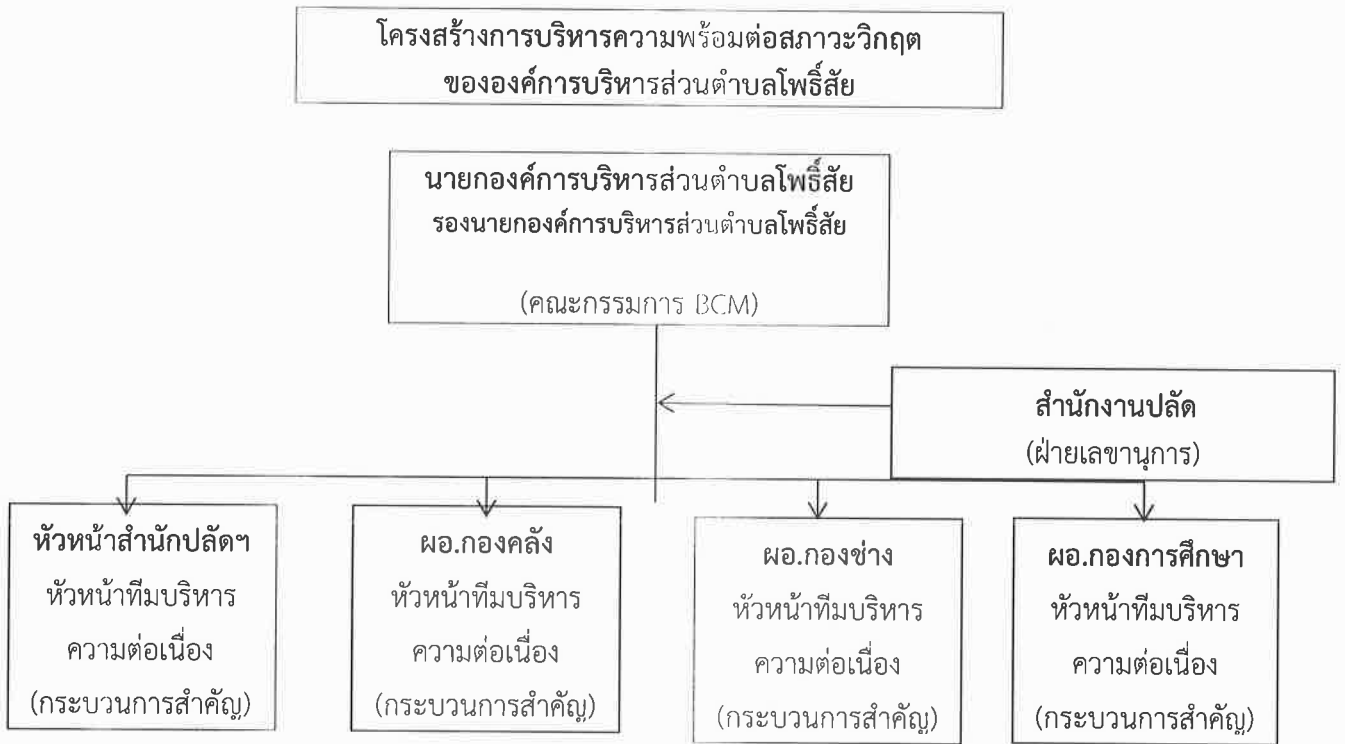 โครงสร้างการบริหารความพร้อมต่อสภาวะวิกฤต
ขององค์การบริหารส่วนตำบลโพธิ์สัย
นายกองค์การบริหารส่วนตำบลโพธิ์สัย
รองนายกองค์การบริหารส่วนตำบลโพธิ์สัย
(คณะกรรมการ BCM)
สำนักงานปลัด
(ฝ่ายเลขานุการ)
หัวหน้าสำนักปลัดฯ
หัวหน้าทีมบริหาร
ความต่อเนื่อง
(กระบวนการสำคัญ)
ผอ.กองคลัง
หัวหน้าทีมบริหาร
ความต่อเนื่อง
(กระบวนการสำคัญ)
ผอ.กองช่าง
หัวหน้าทีมบริหาร
ความต่อเนื่อง
(กระบวนการสำคัญ)
ผอ.กองการศึกษา
หัวหน้าทีมบริหาร
ความต่อเนื่อง
(กระบวนการสำคัญ)